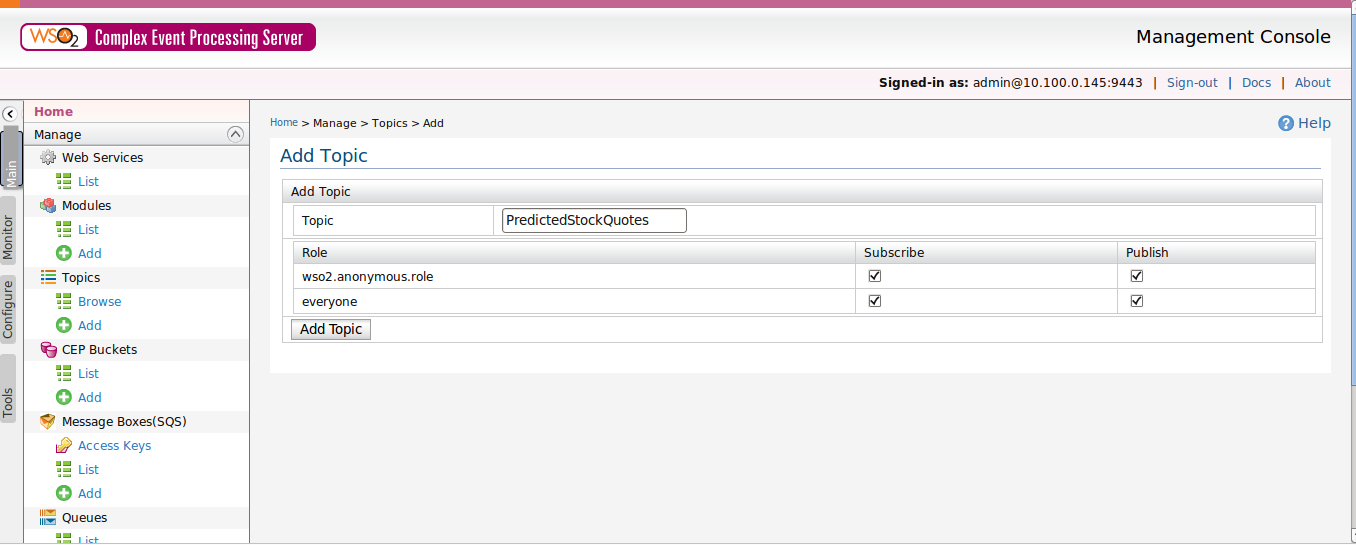 WSO2 Complex Event Processing Server
Management Console
Signed-in as: admin@10.100.0.145:9443 | Sign-out | Docs | About
Main
Monitor
Configure
Tools
Home
Manage
Web Services
List
Modules
List
Add
Topics
Browse
Add
CEP Buckets
List
Add
Message Boxes(SQS)
Access Keys
List
Add
Queues
List
Home > Manage > Topics > Add
Help
Add Topic
Add Topic
Topic PredictedStockQuotes
Role Subscribe Publish
wso2.anonymous.role
everyone
Add Topic